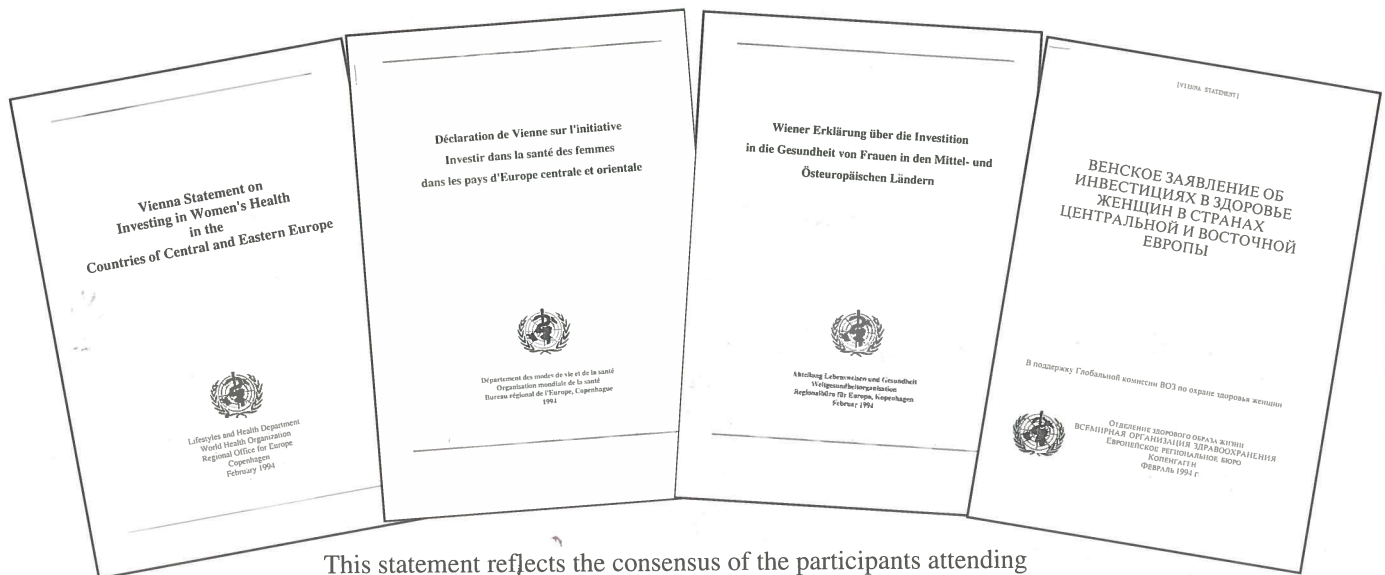 Vienna Statement on
Investing in Women's Health
in the
Countries of Central and Eastern Europe
Lifestyles and Health Department
World Health Organization
Regional Office for Europe
Copenhagen
February 1994
Déclaration de Vienne sur l'initiative
Investir dans la santé des femmes
dans les pays d'Europe centrale et orientale
Département des modes de vie et de la santé
Organisation mondiale de la santé
Bureau régional de l'Europe, Copenhague
1994
Wiener Erklärung über die Investition
in die Gesundheit von Frauen in den Mittel- und
Östeuropäischen Ländern
Abteilung Lebensweisen und Gesundheit
Weltgesundheitsorganisation
Regionalbüro für Europa, Kopenhagen
Februar 1994
[VIENNA STATEMENT]
ВЕНСКОЕ ЗАЯВЛЕНИЕ ОБ
ИНВЕСТИЦИЯХ В ЗДОРОВЬЕ
ЖЕНЩИН В СТРАНАХ
ЦЕНТРАЛЬНОЙ И ВОСТОЧНОЙ
ЕВРОПЫ
В поддержку Глобальной комиссии ВОЗ по охране здоровья женщин
ОТДЕЛЕНИЕ ЗДОРОВОГО ОБРАЗА ЖИЗНИ
ВСЕМИРНАЯ ОРГАНИЗАЦИЯ ЗДРАВООХРАНЕНИЯ
ЕВРОПЕЙСКОЕ РЕГИОНАЛЬНОЕ БЮРО
КОПЕНГАГЕН
ФЕВРАЛЬ 1994 г.
This statement reflects the consensus of the participants attending